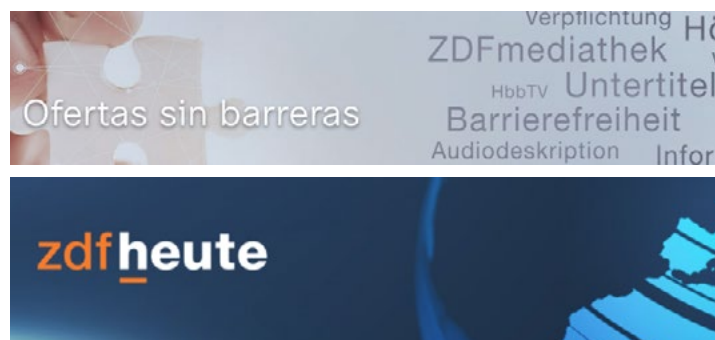 Verpflichtung
ZDFmediathek
HbbTV Untertitel
Ofertas sin barreras
Barrierefreiheit
Audiodeskription
zdfheute